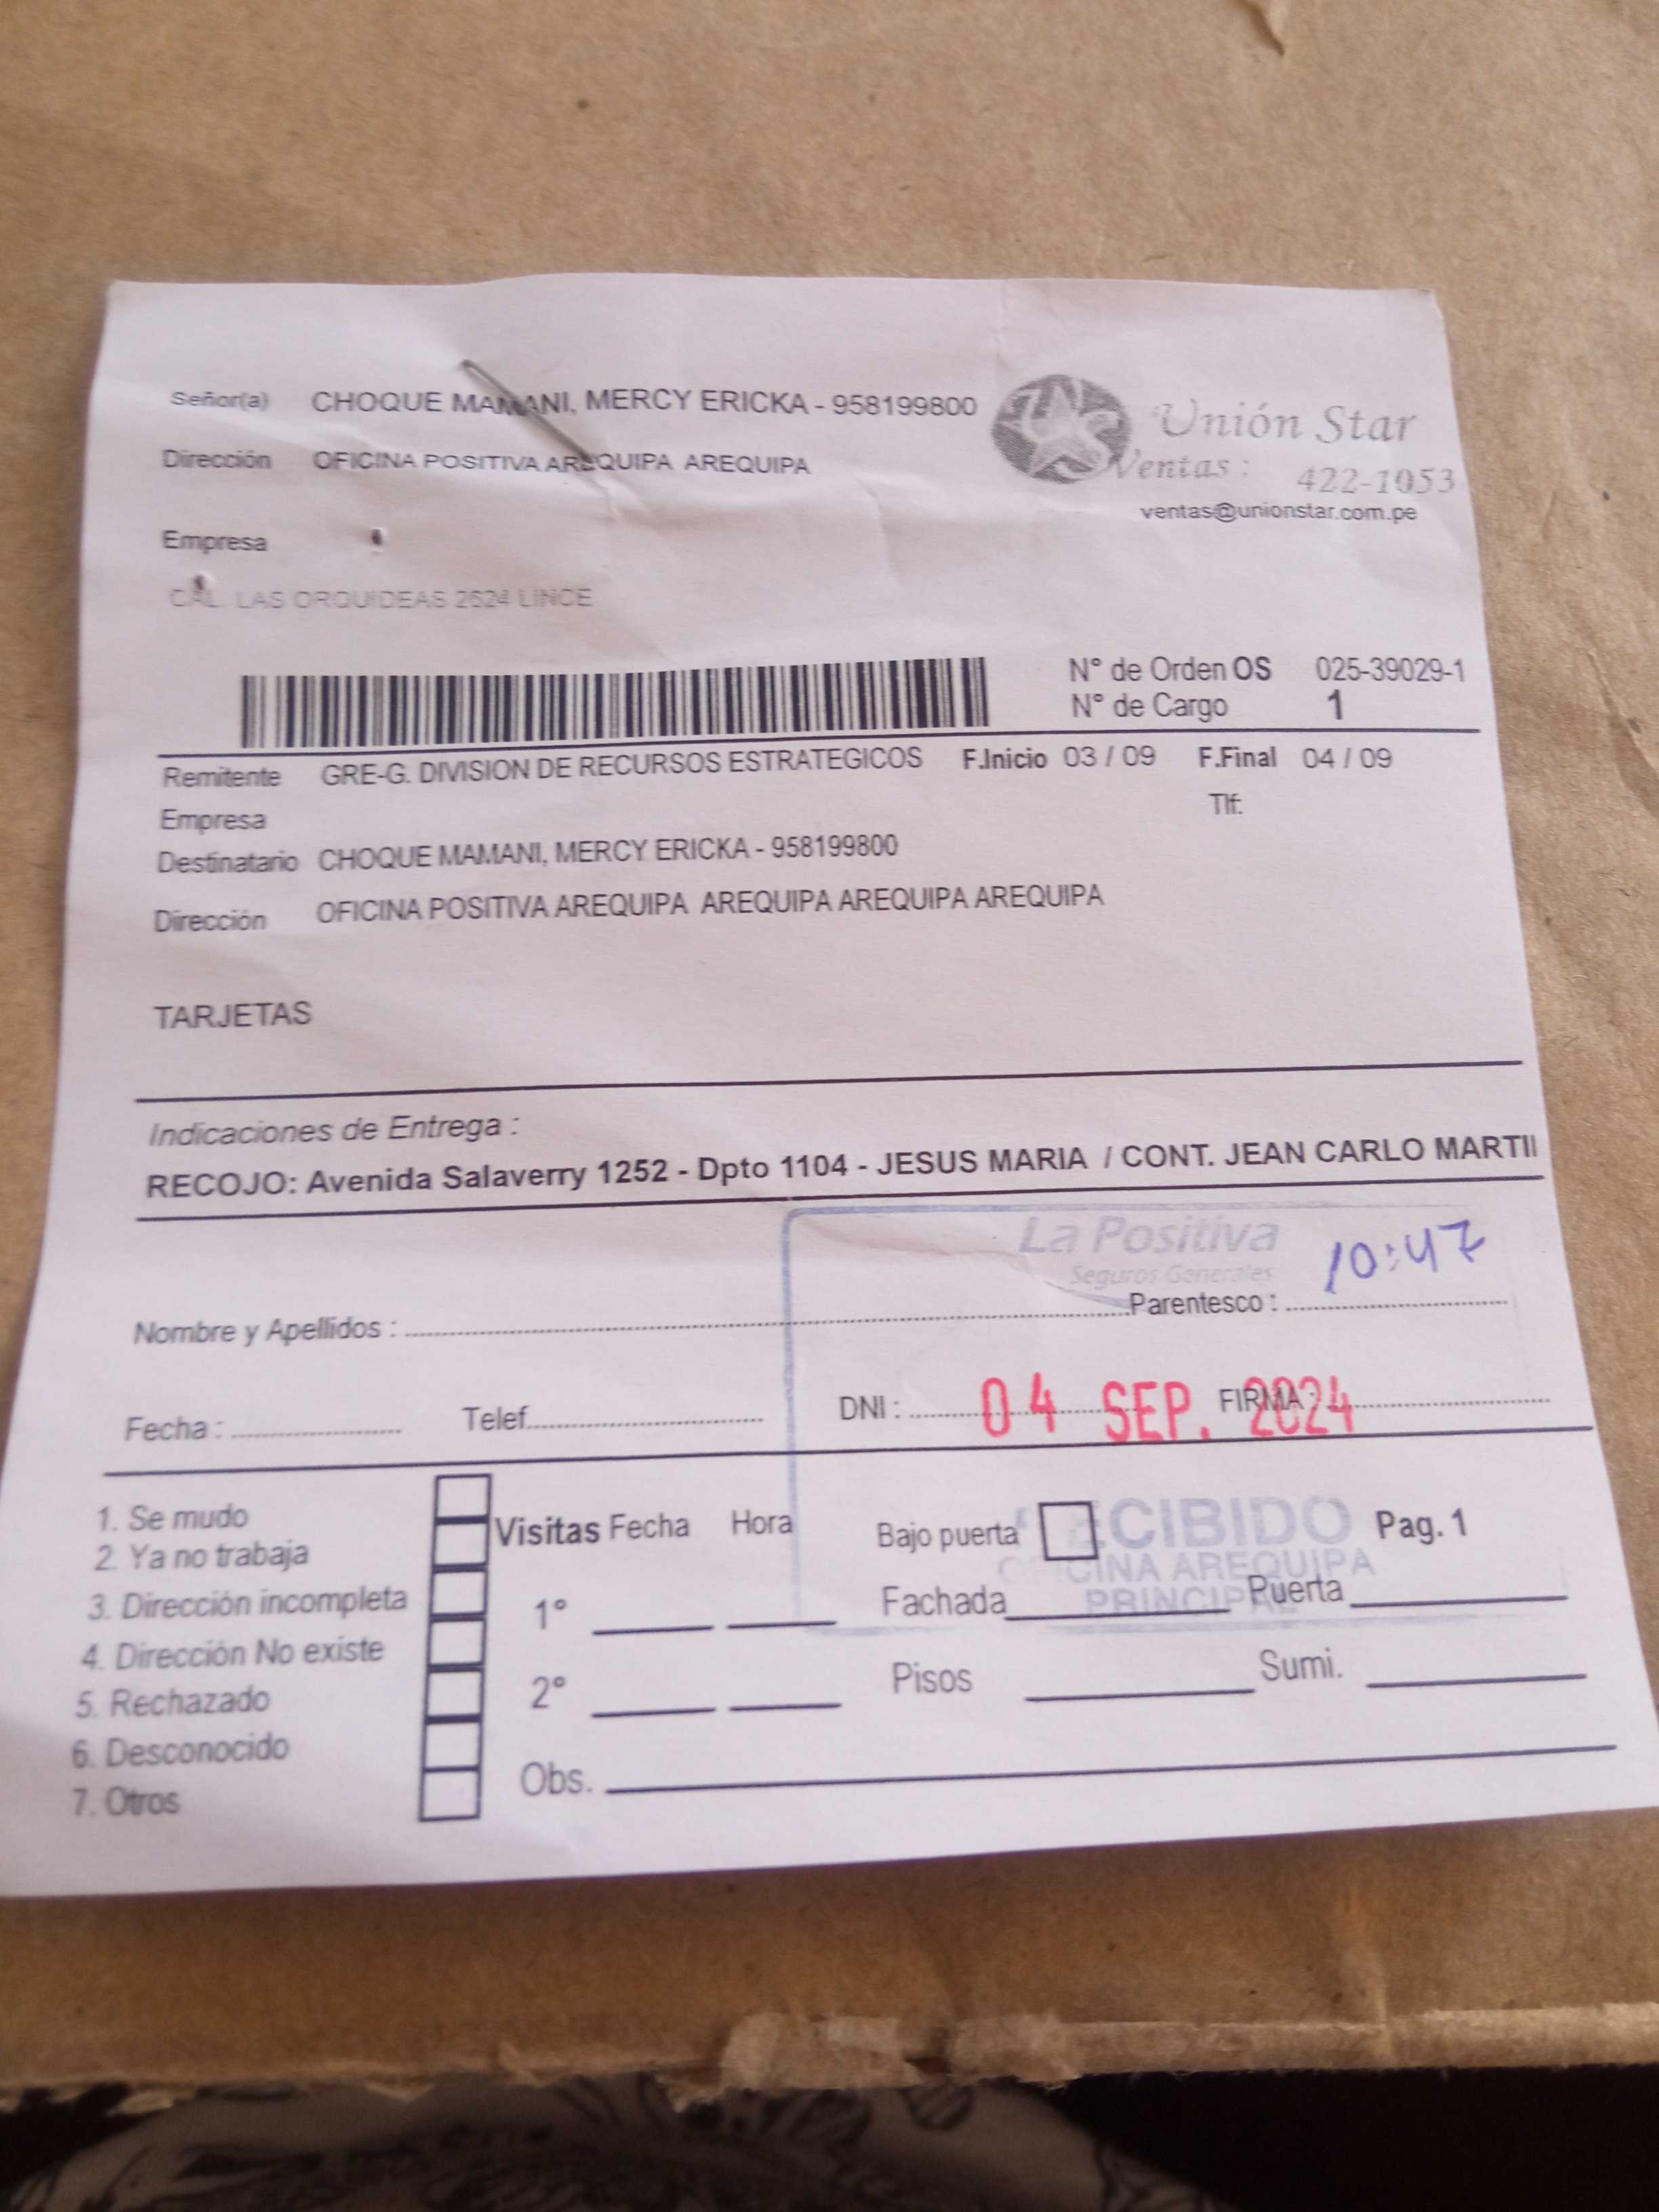 Señor(a) CHOQUE MAMANI, MERCY ERICKA - 958199800
Unión Star
Dirección OFICINA POSITIVA AREQUIPA AREQUIPA
Ventas : 422-1053
ventas@unionstar.com.pe
Empresa
CAL. LAS ORQUIDEAS 2624 LINCE
N° de Orden OS 025-39029-1
N° de Cargo 1
Remitente GRE-G. DIVISION DE RECURSOS ESTRATEGICOS F.Inicio 03 / 09 F.Final 04 / 09
Empresa Tlf:
Destinatario CHOQUE MAMANI, MERCY ERICKA - 958199800
Dirección OFICINA POSITIVA AREQUIPA AREQUIPA AREQUIPA AREQUIPA
TARJETAS
Indicaciones de Entrega :
RECOJO: Avenida Salaverry 1252 - Dpto 1104 - JESUS MARIA / CONT. JEAN CARLO MARTII
La Positiva
Seguros Generales
10:47
Nombre y Apellidos : Parentesco :
Fecha : Telef. DNI : FIRMA :
04 SEP. 2024
1. Se mudo
2. Ya no trabaja
3. Dirección incompleta
4. Dirección No existe
5. Rechazado
6. Desconocido
7. Otros
Visitas Fecha Hora
1°
2°
Obs.
Bajo puerta Pag. 1
RECIBIDO
OFICINA AREQUIPA
PRINCIPAL
Fachada Puerta
Pisos Sumi.